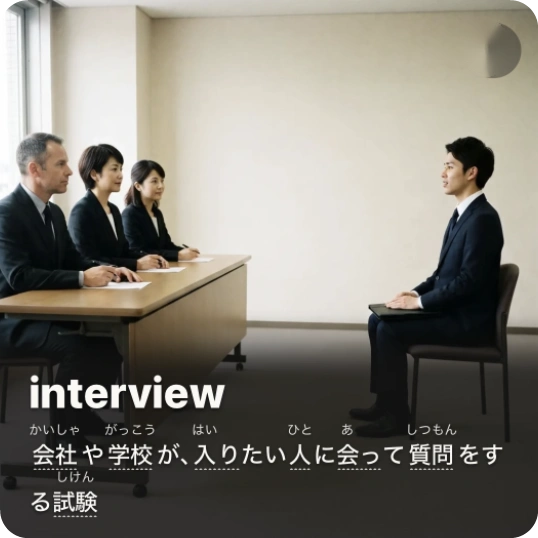 interview
かいしゃ がっこう はい ひと あ しつもん
会社や学校が、入りたい人に会って質問をす
しけん
る試験